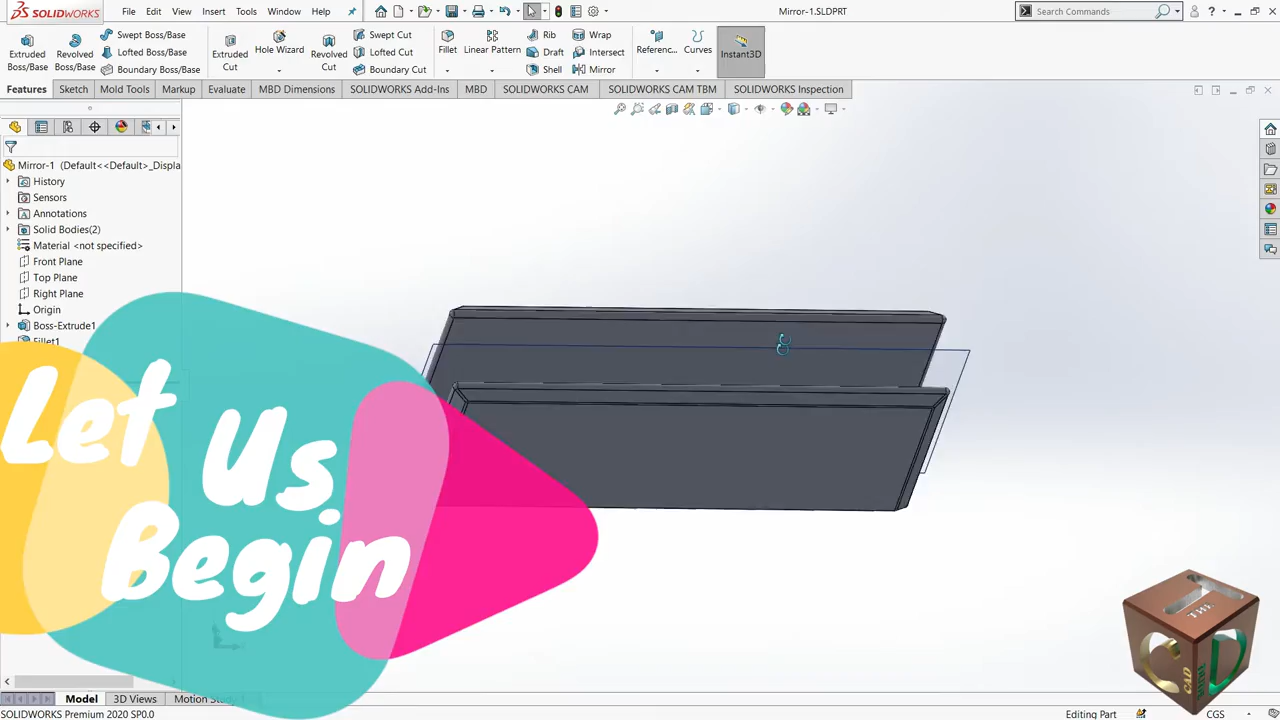 SOLIDWORKS
File Edit View Insert Tools Window Help
Mirror-1.SLDPRT
Search Commands
?
Extruded Boss/Base
Revolved Boss/Base
Swept Boss/Base
Lofted Boss/Base
Boundary Boss/Base
Extruded Cut
Hole Wizard
Revolved Cut
Swept Cut
Lofted Cut
Boundary Cut
Fillet
Linear Pattern
Rib
Draft
Shell
Wrap
Intersect
Mirror
Referenc...
Curves
Instant3D
Features Sketch Mold Tools Markup Evaluate MBD Dimensions SOLIDWORKS Add-Ins MBD SOLIDWORKS CAM SOLIDWORKS CAM TBM SOLIDWORKS Inspection
Mirror-1 (Default<<Default>_Displa
History
Sensors
Annotations
Solid Bodies(2)
Material <not specified>
Front Plane
Top Plane
Right Plane
Origin
Boss-Extrude1
Fillet1
Let Us
Begin
THE
CAD
Model 3D Views Motion Study
SOLIDWORKS Premium 2020 SP0.0
Editing Part
CGS